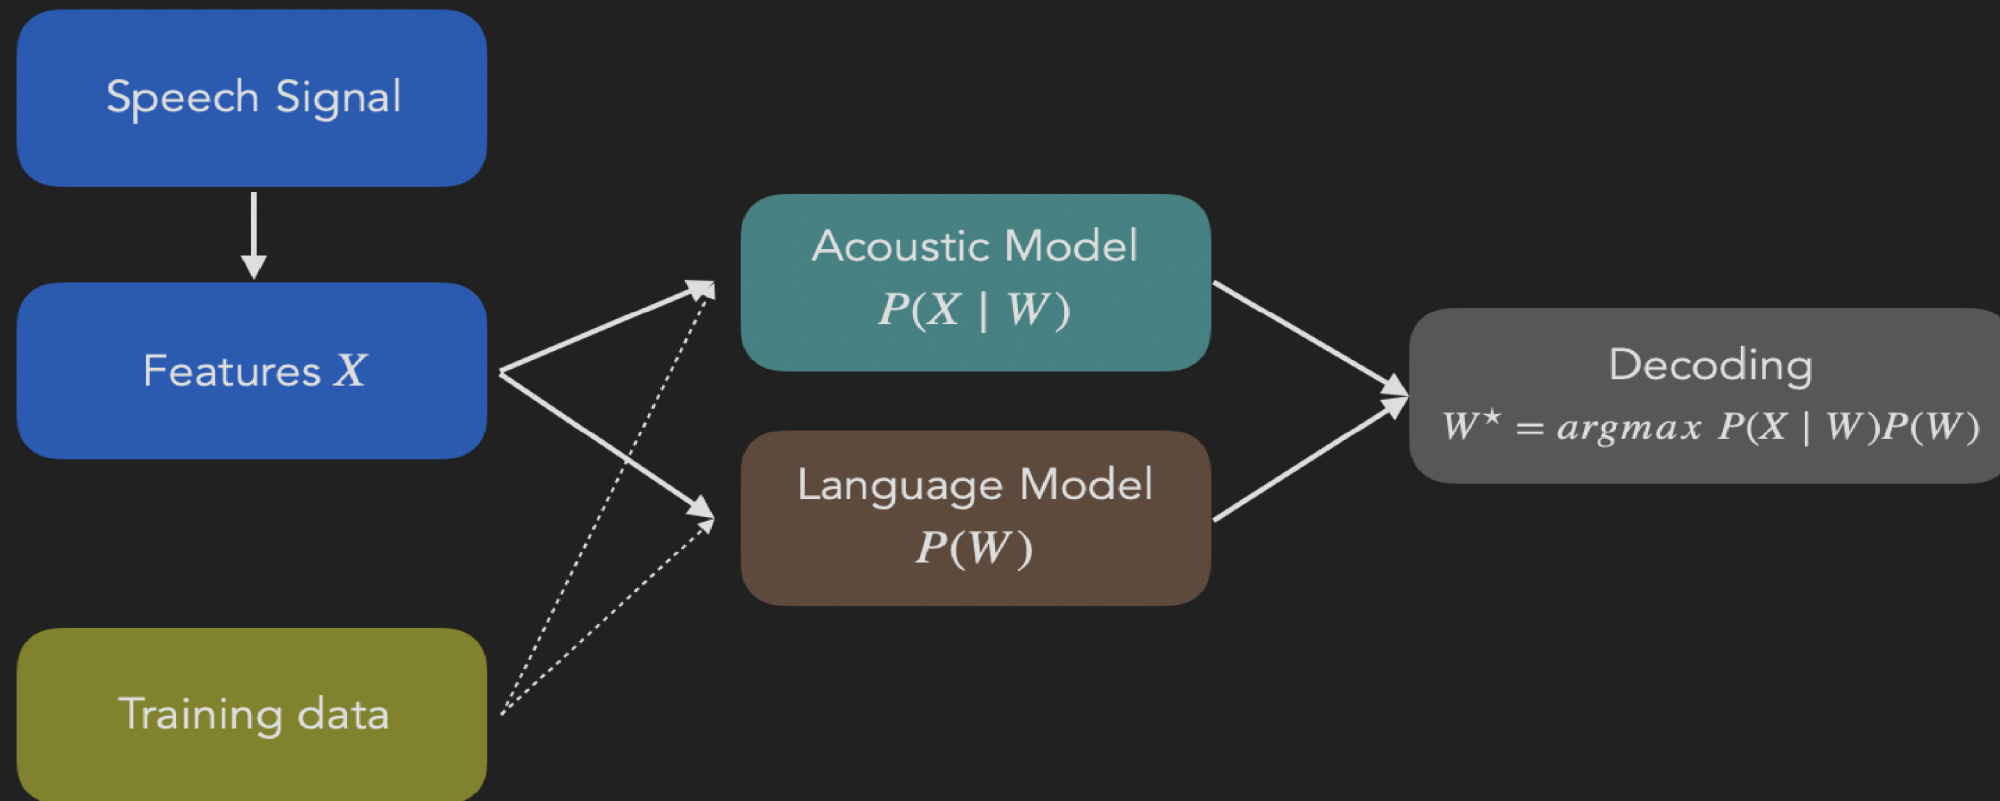 Speech Signal
Features X
Training data
Acoustic Model
P(X | W)
Language Model
P(W)
Decoding
W⋆ = argmax P(X | W)P(W)